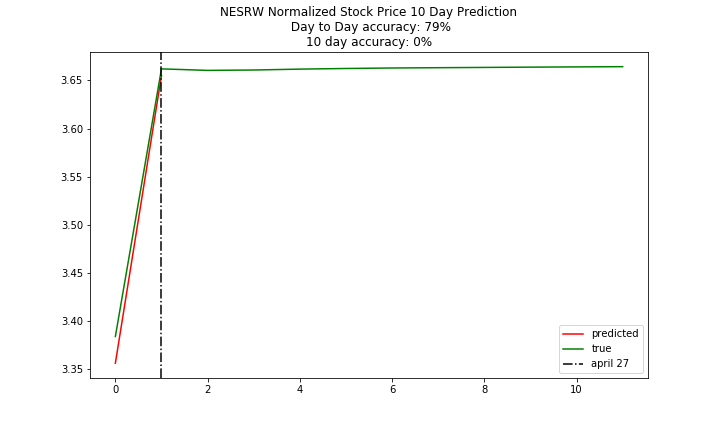 NESRW Normalized Stock Price 10 Day Prediction
Day to Day accuracy: 79%
10 day accuracy: 0%
3.65
3.60
3.55
3.50
3.45
3.40
3.35
0
2
4
6
8
10
predicted
true
april 27